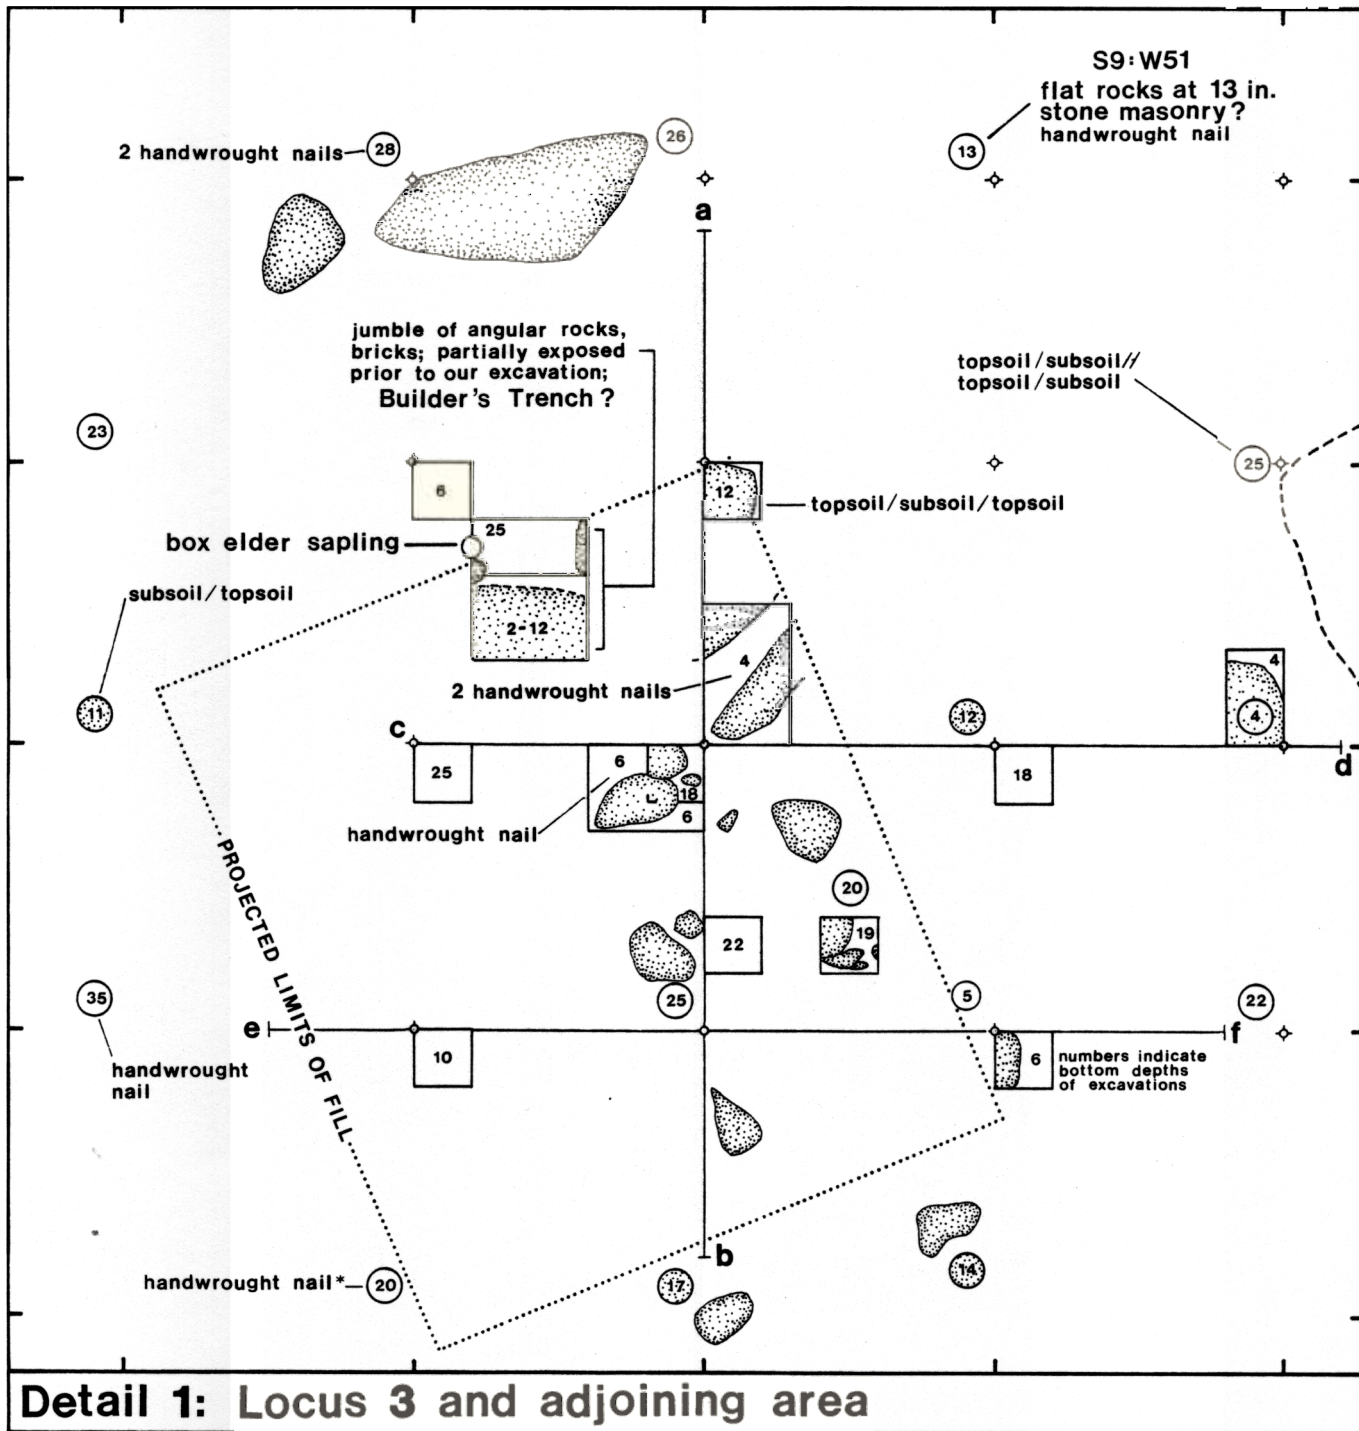 S9:W51
flat rocks at 13 in.
stone masonry?
handwrought nail
13
2 handwrought nails
28
26
a
jumble of angular rocks,
bricks; partially exposed
prior to our excavation;
Builder's Trench?
topsoil/subsoil//
topsoil/subsoil
23
25
6
12
topsoil/subsoil/topsoil
25
box elder sapling
subsoil/topsoil
2-12
4
4
2 handwrought nails
11
12
4
c
d
25
6
18
6
18
handwrought nail
PROJECTED LIMITS OF FILL
20
22
19
35
25
5
22
e
f
10
6
numbers indicate
bottom depths
of excavations
handwrought
nail
b
handwrought nail*
20
17
14
Detail 1: Locus 3 and adjoining area